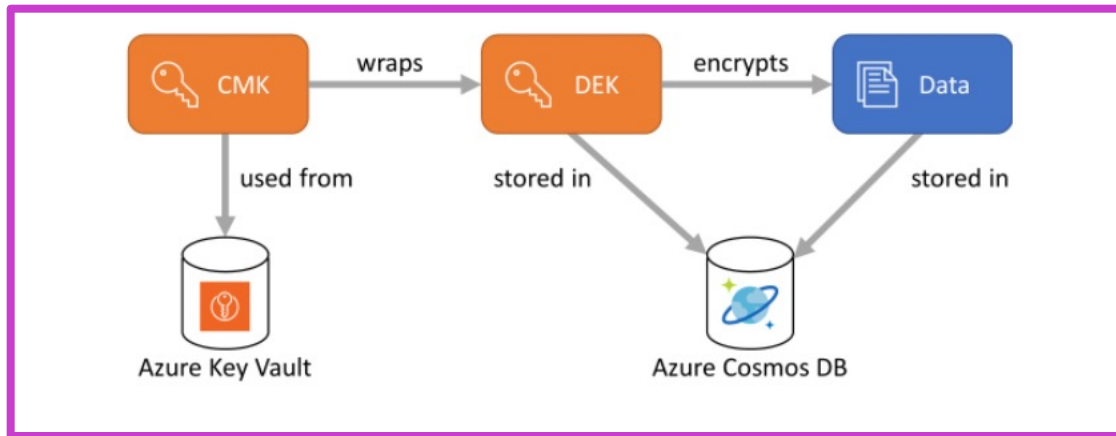 CMK
wraps
DEK
encrypts
Data
used from
stored in
stored in
Azure Key Vault
Azure Cosmos DB